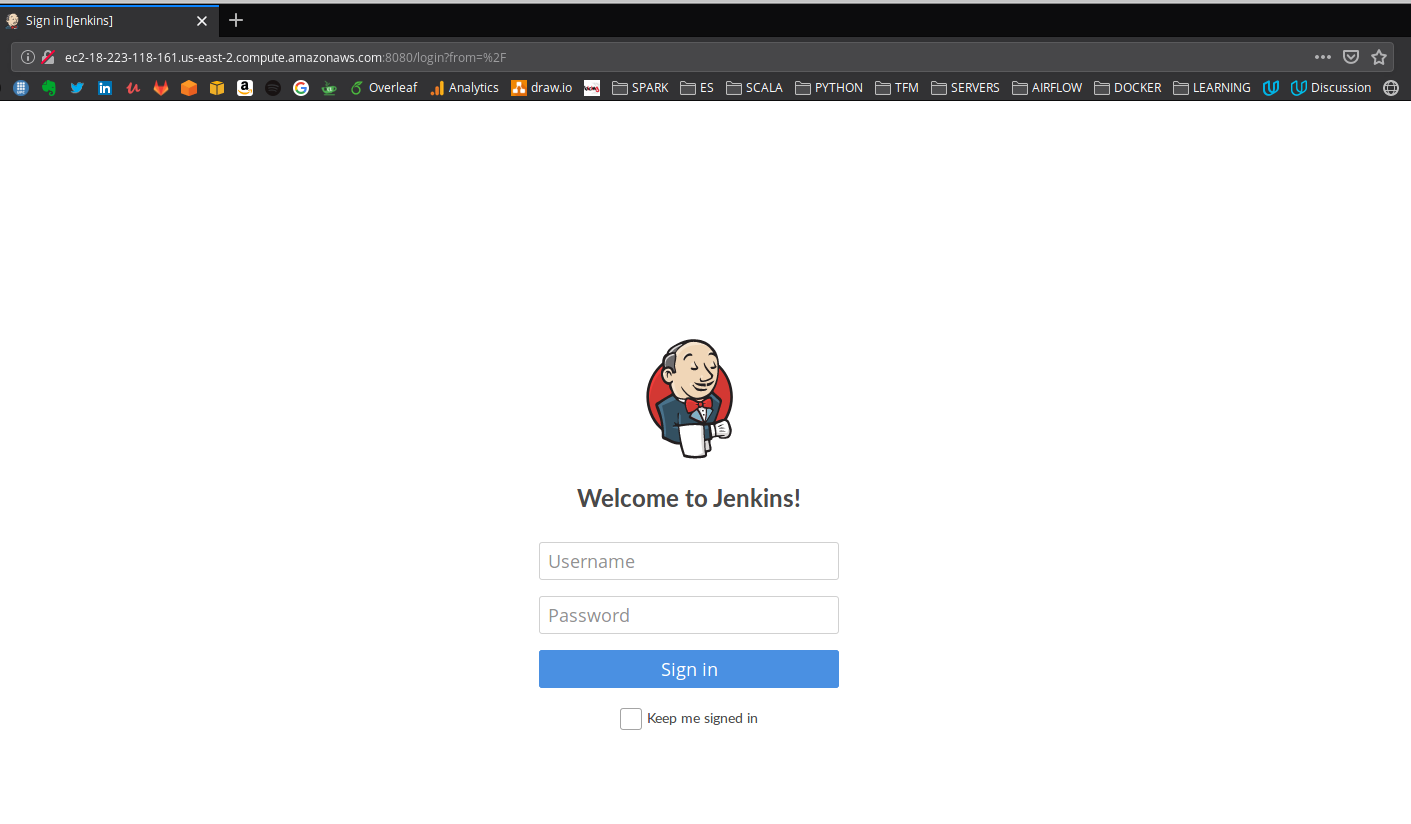 Sign in [Jenkins]
ec2-18-223-118-161.us-east-2.compute.amazonaws.com:8080/login?from=%2F
Overleaf Analytics draw.io SPARK ES SCALA PYTHON TFM SERVERS AIRFLOW DOCKER LEARNING Discussion
Welcome to Jenkins!
Username
Password
Sign in
Keep me signed in